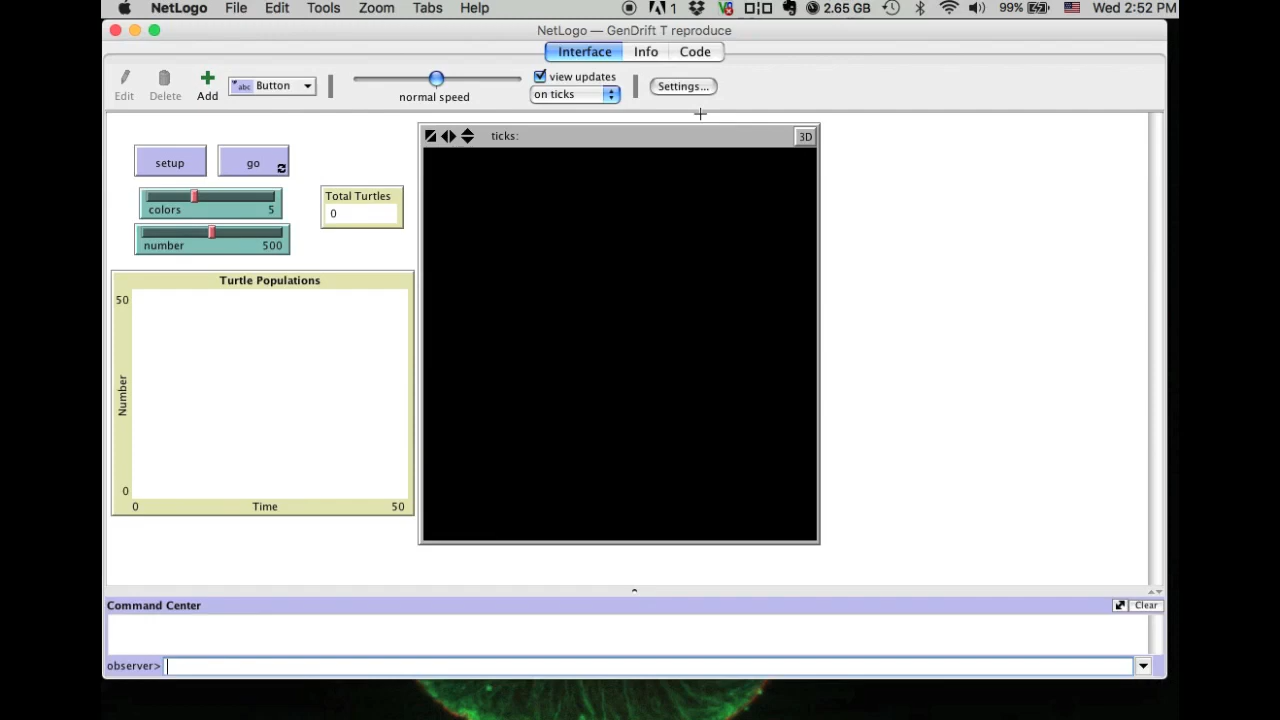 NetLogo File Edit Tools Zoom Tabs Help 1 2.65 GB 99% Wed 2:52 PM
NetLogo — GenDrift T reproduce
Interface Info Code
Edit Delete Add abc Button normal speed view updates on ticks Settings...
ticks: 3D
setup go
colors 5
number 500
Total Turtles
0
Turtle Populations
50
Number
0
0 Time 50
Command Center Clear
observer>